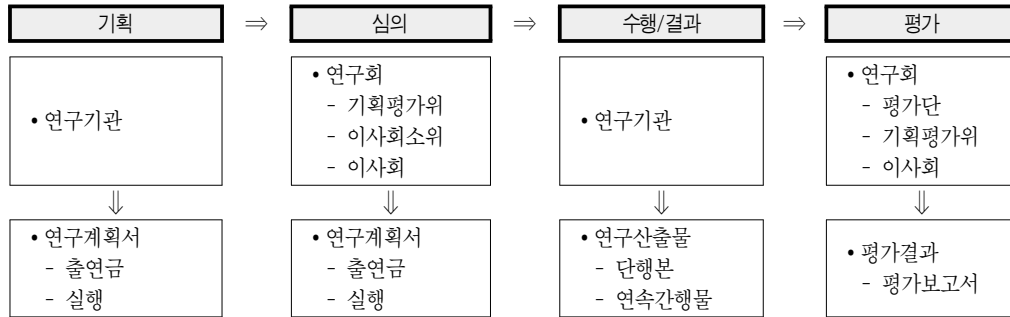 기획 ⇒ 심의 ⇒ 수행/결과 ⇒ 평가
• 연구기관
• 연구회
- 기획평가위
- 이사회소위
- 이사회
• 연구기관
• 연구회
- 평가단
- 기획평가위
- 이사회
⇓ ⇓ ⇓ ⇓
• 연구계획서
- 출연금
- 실행
• 연구계획서
- 출연금
- 실행
• 연구산출물
- 단행본
- 연속간행물
• 평가결과
- 평가보고서